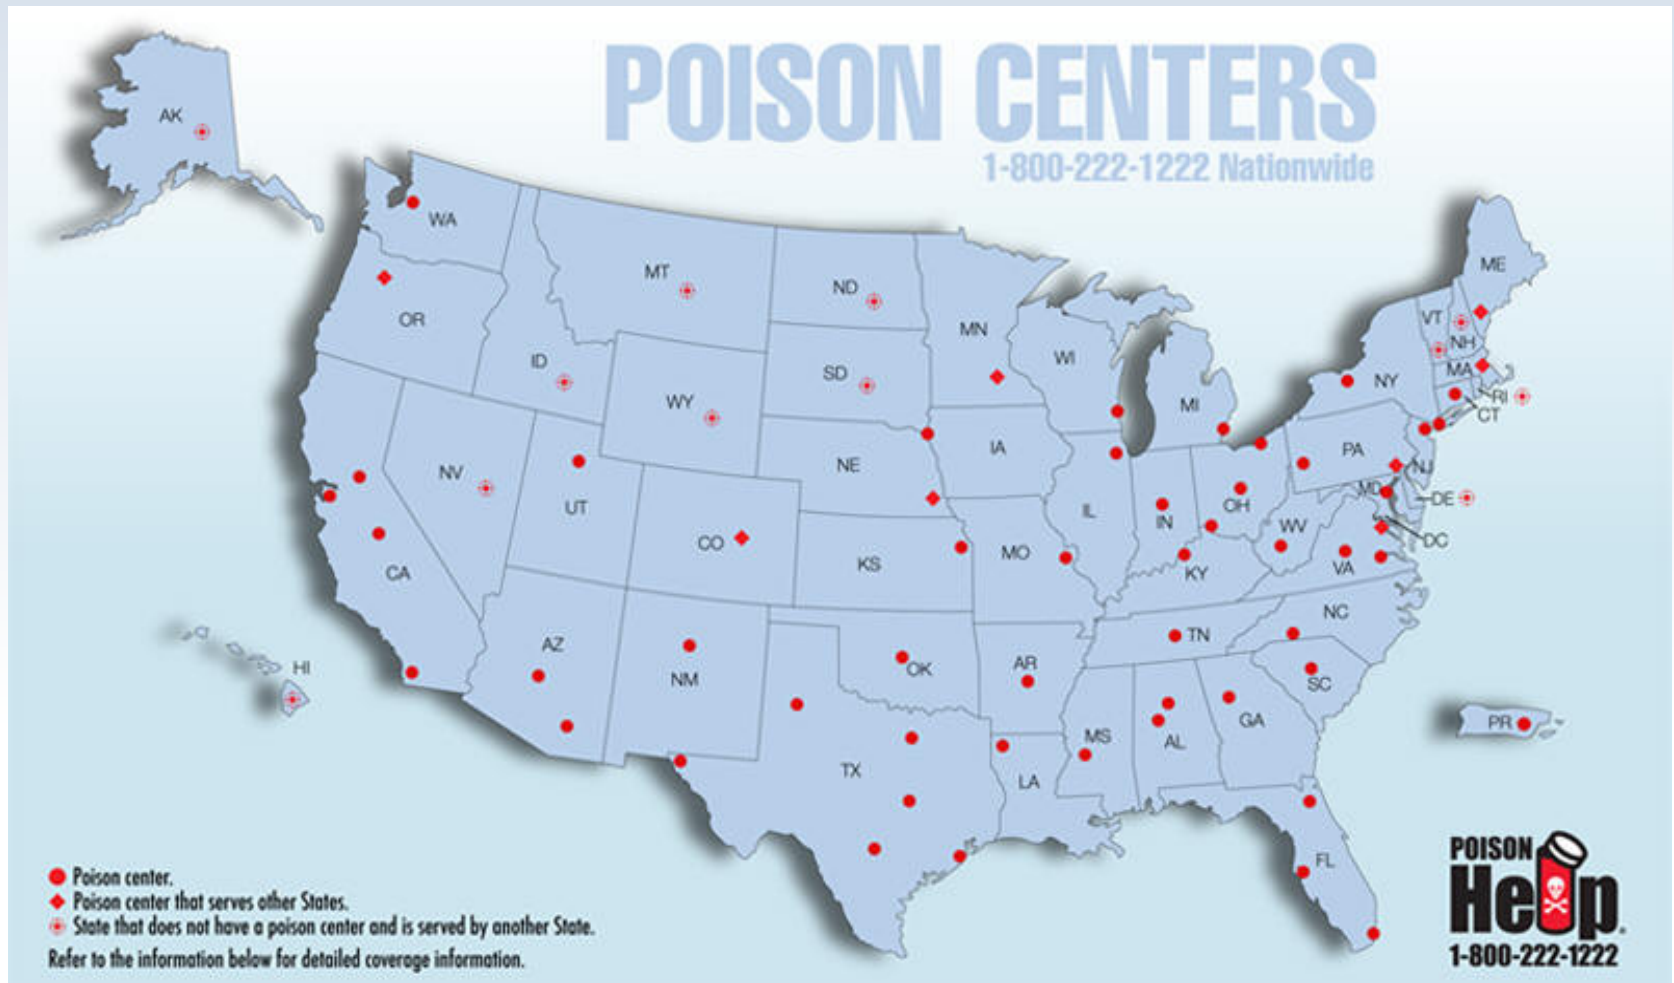 POISON CENTERS
1-800-222-1222 Nationwide
AK
WA
MT
ND
MN
ME
OR
VT
NH
ID
SD
WI
MA
WY
MI
NY
RI
CT
NV
UT
NE
IA
PA
NJ
CO
IL
IN
OH
MD
DE
CA
KS
MO
WV
DC
KY
VA
HI
AZ
NM
OK
AR
TN
NC
SC
TX
LA
MS
AL
GA
PR
FL
Poison center.
Poison center that serves other States.
State that does not have a poison center and is served by another State.
Refer to the information below for detailed coverage information.
POISON
Help
1-800-222-1222